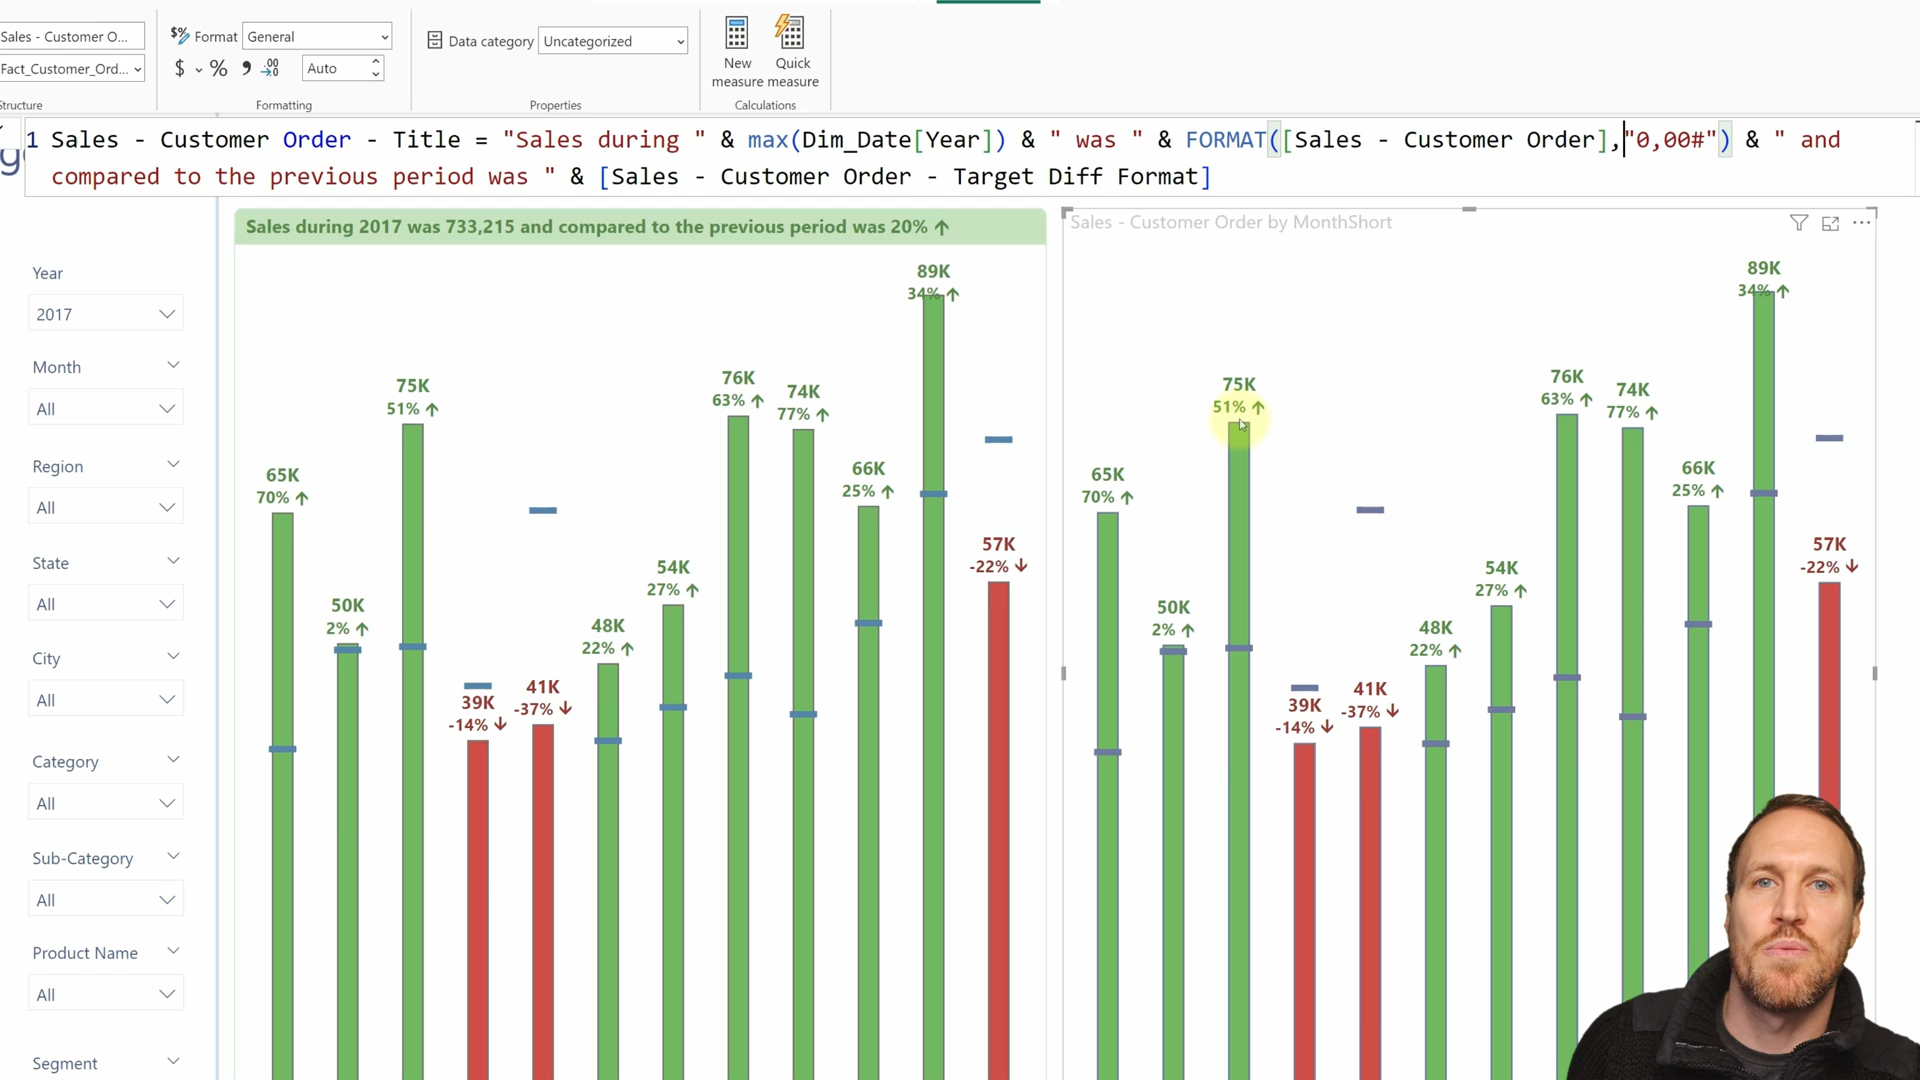 Sales - Customer O...
Format
General
Data category
Uncategorized
New
measure
Quick
measure
Fact_Customer_Ord...
$
%
Auto
Structure
Formatting
Properties
Calculations
1 Sales - Customer Order - Title = "Sales during " & max(Dim_Date[Year]) & " was " & FORMAT([Sales - Customer Order],"0,00#") & " and
compared to the previous period was " & [Sales - Customer Order - Target Diff Format]
Year
2017
Month
All
Region
All
State
All
City
All
Category
All
Sub-Category
All
Product Name
All
Segment
Sales during 2017 was 733,215 and compared to the previous period was 20% ↑
65K
70% ↑
50K
2% ↑
75K
51% ↑
39K
-14% ↓
41K
-37% ↓
48K
22% ↑
54K
27% ↑
76K
63% ↑
74K
77% ↑
66K
25% ↑
89K
34% ↑
57K
-22% ↓
Sales - Customer Order by MonthShort
65K
70% ↑
50K
2% ↑
75K
51% ↑
39K
-14% ↓
41K
-37% ↓
48K
22% ↑
54K
27% ↑
76K
63% ↑
74K
77% ↑
66K
25% ↑
89K
34% ↑
57K
-22% ↓